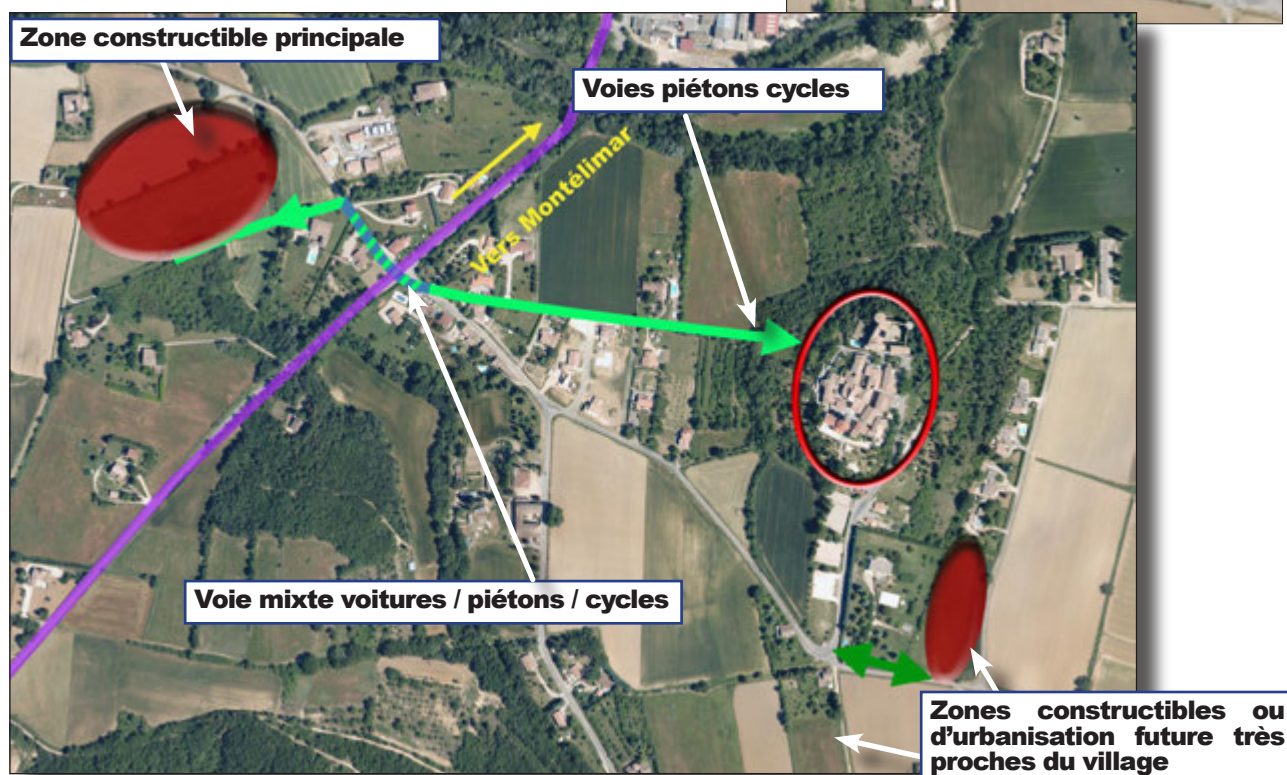 Zone constructible principale
Voies piétons cycles
Vers Montélimar
Voie mixte voitures / piétons / cycles
Zones constructibles ou
d'urbanisation future très
proches du village